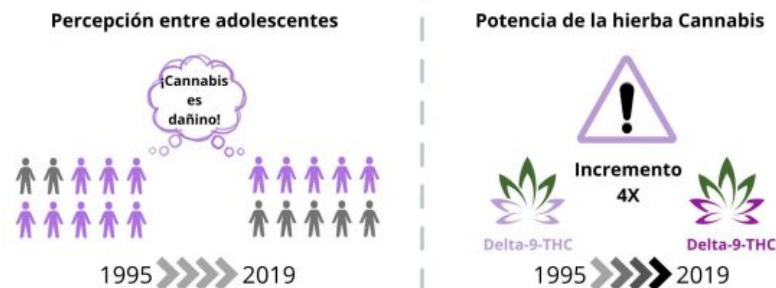 Percepción entre adolescentes
¡Cannabis
es
dañino!
1995
2019
Potencia de la hierba Cannabis
Incremento
4X
Delta-9-THC
Delta-9-THC
1995
2019